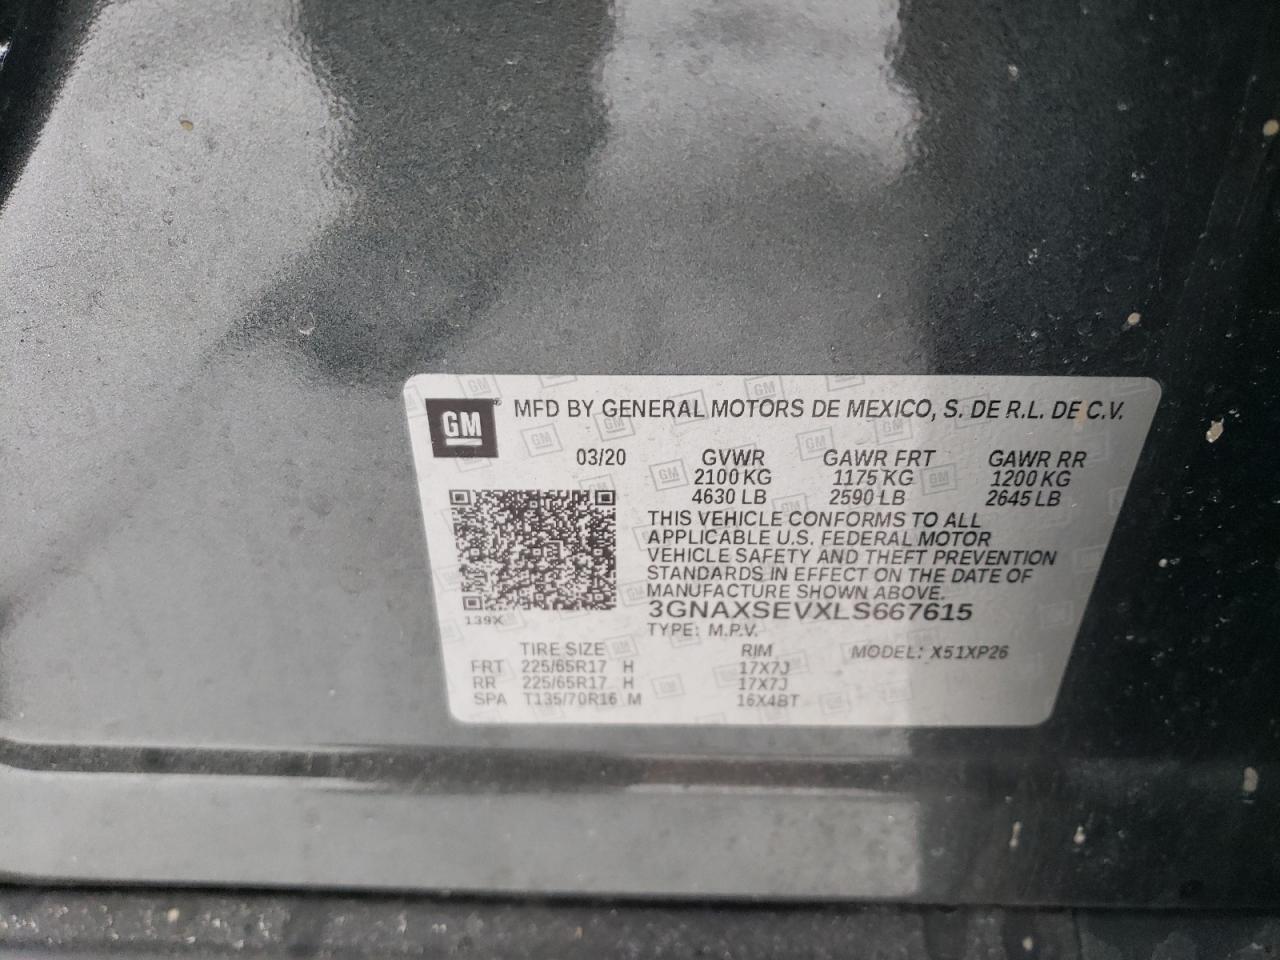 GM MFD BY GENERAL MOTORS DE MEXICO, S. DE R.L. DE C.V.
03/20 GVWR GAWR FRT GAWR RR
2100 KG 1175 KG 1200 KG
4630 LB 2590 LB 2645 LB
THIS VEHICLE CONFORMS TO ALL
APPLICABLE U.S. FEDERAL MOTOR
VEHICLE SAFETY AND THEFT PREVENTION
STANDARDS IN EFFECT ON THE DATE OF
MANUFACTURE SHOWN ABOVE.
3GNAXSEVXLS667615
139X
TYPE: M.P.V.
TIRE SIZE RIM MODEL: X51XP26
FRT 225/65R17 H 17X7J
RR 225/65R17 H 17X7J
SPA T135/70R16 M 16X4BT